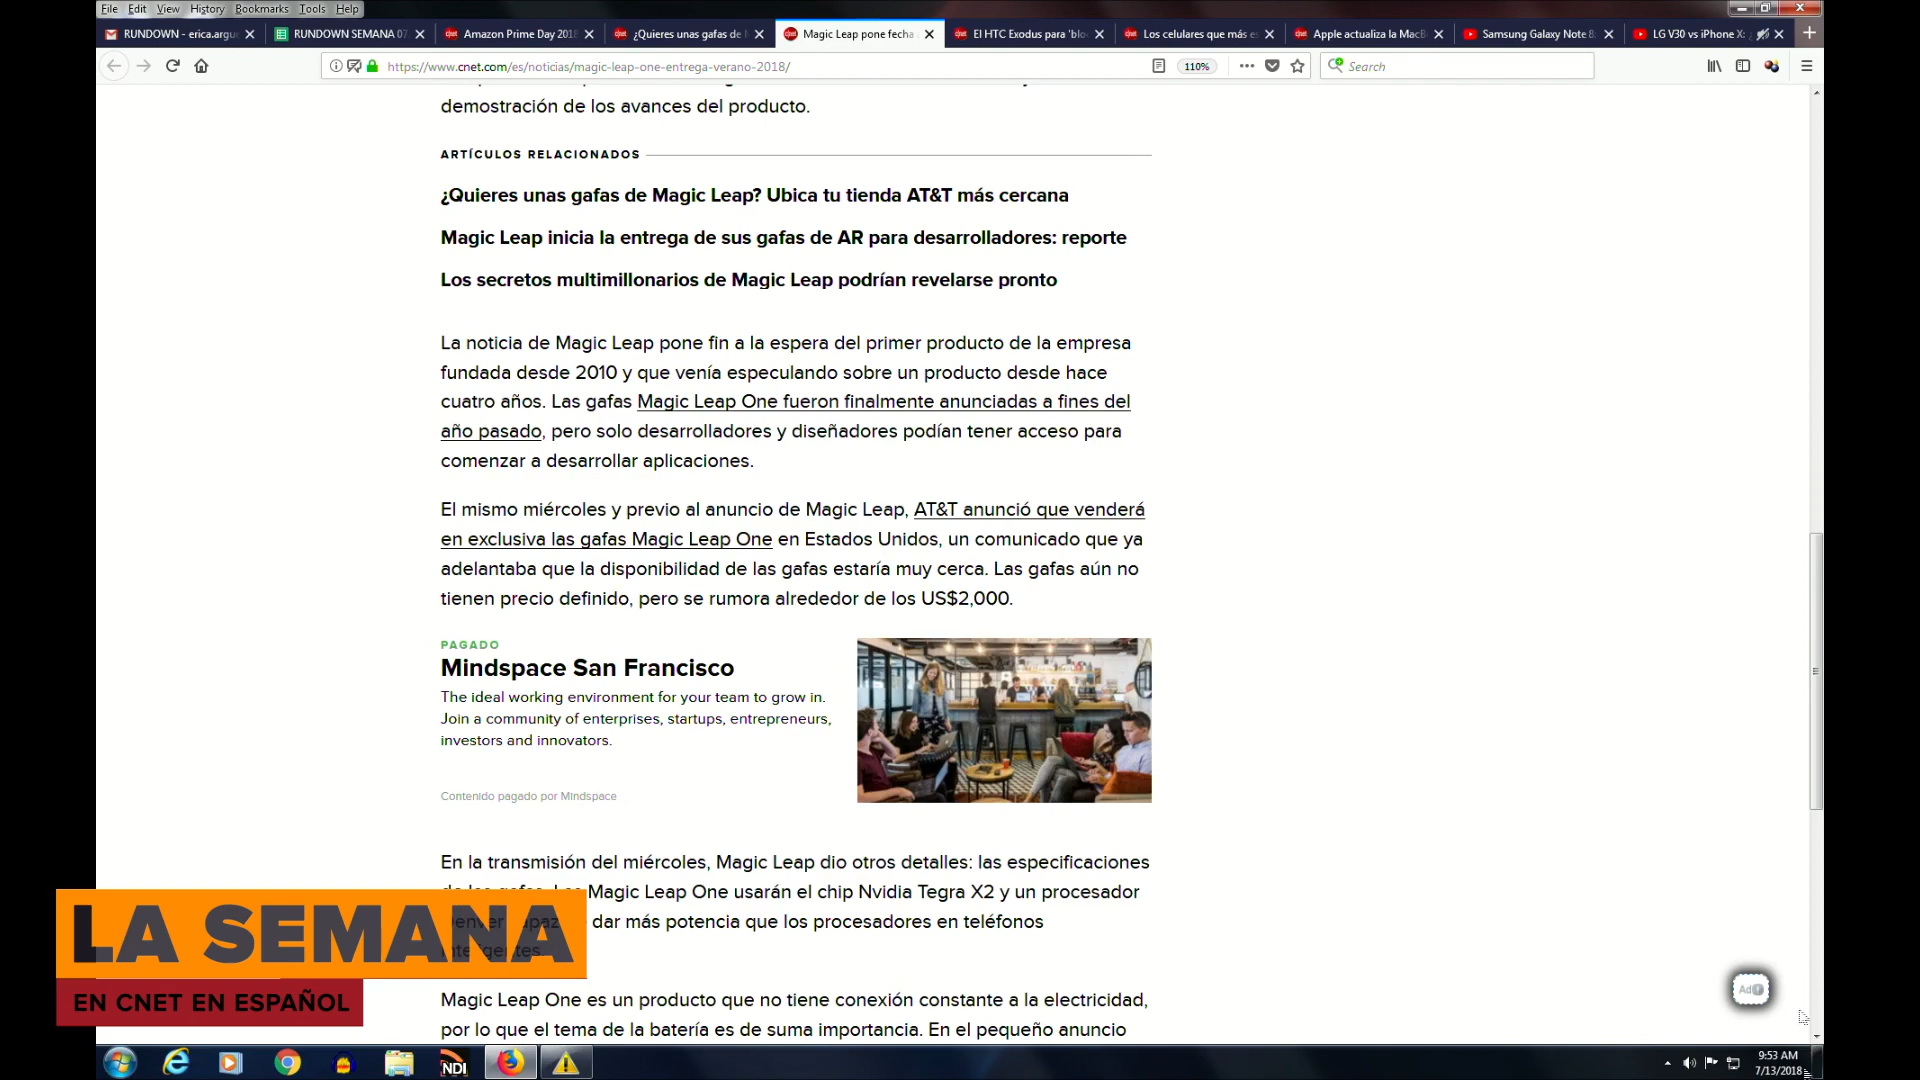 File Edit View History Bookmarks Tools Help
RUNDOWN - erica.argue
RUNDOWN SEMANA 07
Amazon Prime Day 2018
¿Quieres unas gafas de
Magic Leap pone fecha
El HTC Exodus para 'blo
Los celulares que más e
Apple actualiza la MacB
Samsung Galaxy Note 8
LG V30 vs iPhone X:
https://www.cnet.com/es/noticias/magic-leap-one-entrega-verano-2018/
110%
Search
demostración de los avances del producto.
ARTÍCULOS RELACIONADOS
¿Quieres unas gafas de Magic Leap? Ubica tu tienda AT&T más cercana
Magic Leap inicia la entrega de sus gafas de AR para desarrolladores: reporte
Los secretos multimillonarios de Magic Leap podrían revelarse pronto
La noticia de Magic Leap pone fin a la espera del primer producto de la empresa
fundada desde 2010 y que venía especulando sobre un producto desde hace
cuatro años. Las gafas Magic Leap One fueron finalmente anunciadas a fines del
año pasado, pero solo desarrolladores y diseñadores podían tener acceso para
comenzar a desarrollar aplicaciones.
El mismo miércoles y previo al anuncio de Magic Leap, AT&T anunció que venderá
en exclusiva las gafas Magic Leap One en Estados Unidos, un comunicado que ya
adelantaba que la disponibilidad de las gafas estaría muy cerca. Las gafas aún no
tienen precio definido, pero se rumora alrededor de los US$2,000.
PAGADO
Mindspace San Francisco
The ideal working environment for your team to grow in.
Join a community of enterprises, startups, entrepreneurs,
investors and innovators.
Contenido pagado por Mindspace
En la transmisión del miércoles, Magic Leap dio otros detalles: las especificaciones
Magic Leap One usarán el chip Nvidia Tegra X2 y un procesador
dar más potencia que los procesadores en teléfonos
inteligentes.
LA SEMANA
EN CNET EN ESPAÑOL
Magic Leap One es un producto que no tiene conexión constante a la electricidad,
por lo que el tema de la batería es de suma importancia. En el pequeño anuncio
Ad
NDI
9:53 AM
7/13/2018